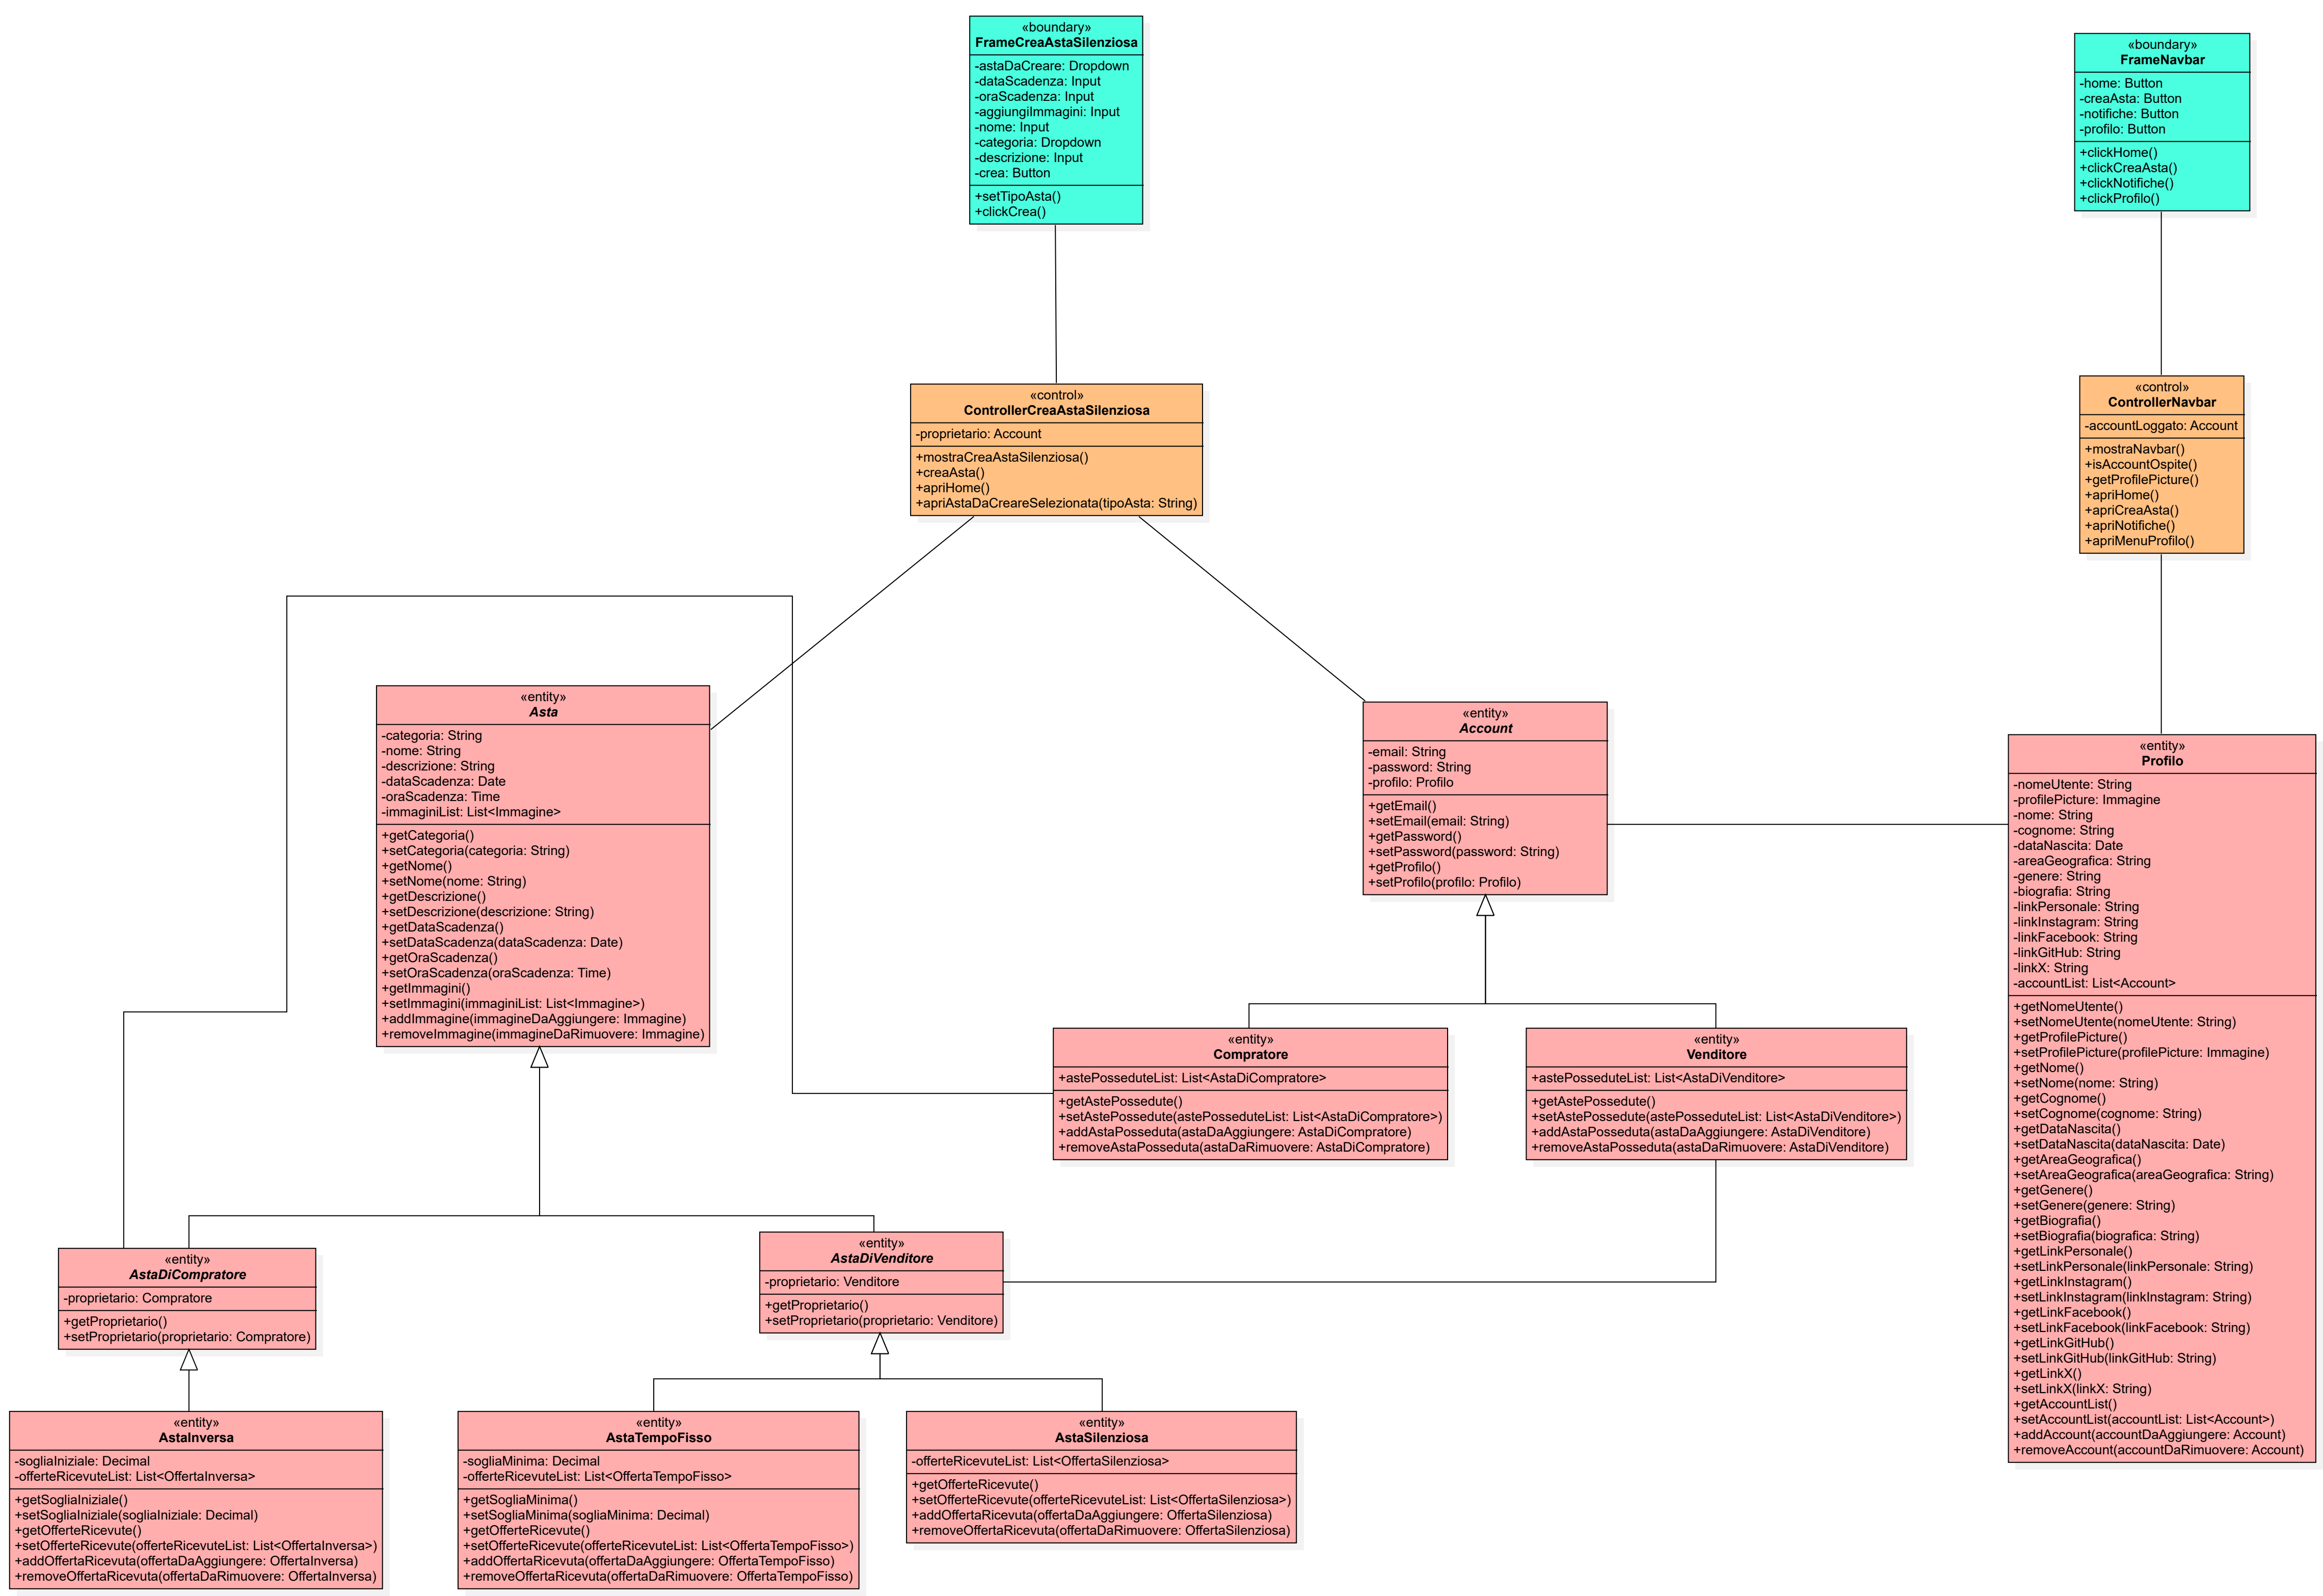 «boundary»
FrameCreaAstaSilenziosa
-astaDaCreare: Dropdown
-dataScadenza: Input
-oraScadenza: Input
-aggiungiImmagini: Input
-nome: Input
-categoria: Dropdown
-descrizione: Input
-crea: Button
+setTipoAsta()
+clickCrea()
«boundary»
FrameNavbar
-home: Button
-creaAsta: Button
-notifiche: Button
-profilo: Button
+clickHome()
+clickCreaAsta()
+clickNotifiche()
+clickProfilo()
«control»
ControllerCreaAstaSilenziosa
-proprietario: Account
+mostraCreaAstaSilenziosa()
+creaAsta()
+apriHome()
+apriAstaDaCreareSelezionata(tipoAsta: String)
«control»
ControllerNavbar
-accountLoggato: Account
+mostraNavbar()
+isAccountOspite()
+getProfilePicture()
+apriHome()
+apriCreaAsta()
+apriNotifiche()
+apriMenuProfilo()
«entity»
Asta
-categoria: String
-nome: String
-descrizione: String
-dataScadenza: Date
-oraScadenza: Time
-immaginiList: List<Immagine>
+getCategoria()
+setCategoria(categoria: String)
+getNome()
+setNome(nome: String)
+getDescrizione()
+setDescrizione(descrizione: String)
+getDataScadenza()
+setDataScadenza(dataScadenza: Date)
+getOraScadenza()
+setOraScadenza(oraScadenza: Time)
+getImmagini()
+setImmagini(immaginiList: List<Immagine>)
+addImmagine(immagineDaAggiungere: Immagine)
+removeImmagine(immagineDaRimuovere: Immagine)
«entity»
Account
-email: String
-password: String
-profilo: Profilo
+getEmail()
+setEmail(email: String)
+getPassword()
+setPassword(password: String)
+getProfilo()
+setProfilo(profilo: Profilo)
«entity»
Profilo
-nomeUtente: String
-profilePicture: Immagine
-nome: String
-cognome: String
-dataNascita: Date
-areaGeografica: String
-genere: String
-biografia: String
-linkPersonale: String
-linkInstagram: String
-linkFacebook: String
-linkGitHub: String
-linkX: String
-accountList: List<Account>
+getNomeUtente()
+setNomeUtente(nomeUtente: String)
+getProfilePicture()
+setProfilePicture(profilePicture: Immagine)
+getNome()
+setNome(nome: String)
+getCognome()
+setCognome(cognome: String)
+getDataNascita()
+setDataNascita(dataNascita: Date)
+getAreaGeografica()
+setAreaGeografica(areaGeografica: String)
+getGenere()
+setGenere(genere: String)
+getBiografia()
+setBiografia(biografica: String)
+getLinkPersonale()
+setLinkPersonale(linkPersonale: String)
+getLinkInstagram()
+setLinkInstagram(linkInstagram: String)
+getLinkFacebook()
+setLinkFacebook(linkFacebook: String)
+getLinkGitHub()
+setLinkGitHub(linkGitHub: String)
+getLinkX()
+setLinkX(linkX: String)
+getAccountList()
+setAccountList(accountList: List<Account>)
+addAccount(accountDaAggiungere: Account)
+removeAccount(accountDaRimuovere: Account)
«entity»
Compratore
+astePosseduteList: List<AstaDiCompratore>
+getAstePossedute()
+setAstePossedute(astePosseduteList: List<AstaDiCompratore>)
+addAstaPosseduta(astaDaAggiungere: AstaDiCompratore)
+removeAstaPosseduta(astaDaRimuovere: AstaDiCompratore)
«entity»
Venditore
+astePosseduteList: List<AstaDiVenditore>
+getAstePossedute()
+setAstePossedute(astePosseduteList: List<AstaDiVenditore>)
+addAstaPosseduta(astaDaAggiungere: AstaDiVenditore)
+removeAstaPosseduta(astaDaRimuovere: AstaDiVenditore)
«entity»
AstaDiCompratore
-proprietario: Compratore
+getProprietario()
+setProprietario(proprietario: Compratore)
«entity»
AstaDiVenditore
-proprietario: Venditore
+getProprietario()
+setProprietario(proprietario: Venditore)
«entity»
AstaInversa
-sogliaIniziale: Decimal
-offerteRicevuteList: List<OffertaInversa>
+getSogliaIniziale()
+setSogliaIniziale(sogliaIniziale: Decimal)
+getOfferteRicevute()
+setOfferteRicevute(offerteRicevuteList: List<OffertaInversa>)
+addOffertaRicevuta(offertaDaAggiungere: OffertaInversa)
+removeOffertaRicevuta(offertaDaRimuovere: OffertaInversa)
«entity»
AstaTempoFisso
-sogliaMinima: Decimal
-offerteRicevuteList: List<OffertaTempoFisso>
+getSogliaMinima()
+setSogliaMinima(sogliaMinima: Decimal)
+getOfferteRicevute()
+setOfferteRicevute(offerteRicevuteList: List<OffertaTempoFisso>)
+addOffertaRicevuta(offertaDaAggiungere: OffertaTempoFisso)
+removeOffertaRicevuta(offertaDaRimuovere: OffertaTempoFisso)
«entity»
AstaSilenziosa
-offerteRicevuteList: List<OffertaSilenziosa>
+getOfferteRicevute()
+setOfferteRicevute(offerteRicevuteList: List<OffertaSilenziosa>)
+addOffertaRicevuta(offertaDaAggiungere: OffertaSilenziosa)
+removeOffertaRicevuta(offertaDaRimuovere: OffertaSilenziosa)